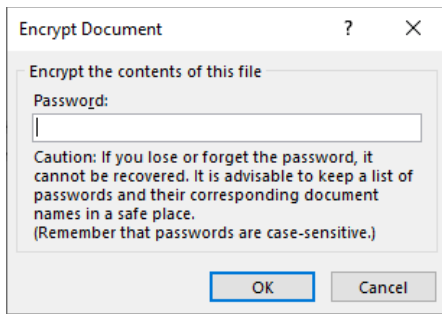 Encrypt Document
?
Encrypt the contents of this file
Password:
Caution: If you lose or forget the password, it
cannot be recovered. It is advisable to keep a list of
passwords and their corresponding document
names in a safe place.
(Remember that passwords are case-sensitive.)
OK
Cancel